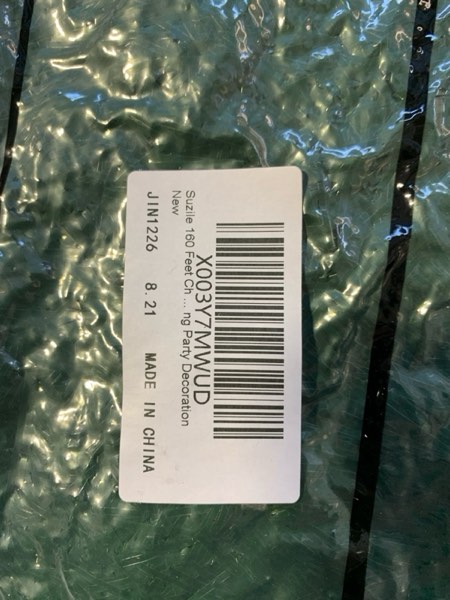 X003Y7MWUD
Suzile 160 Feet Ch ... ng Party Decoration
New
JIN1226 8.21 MADE IN CHINA